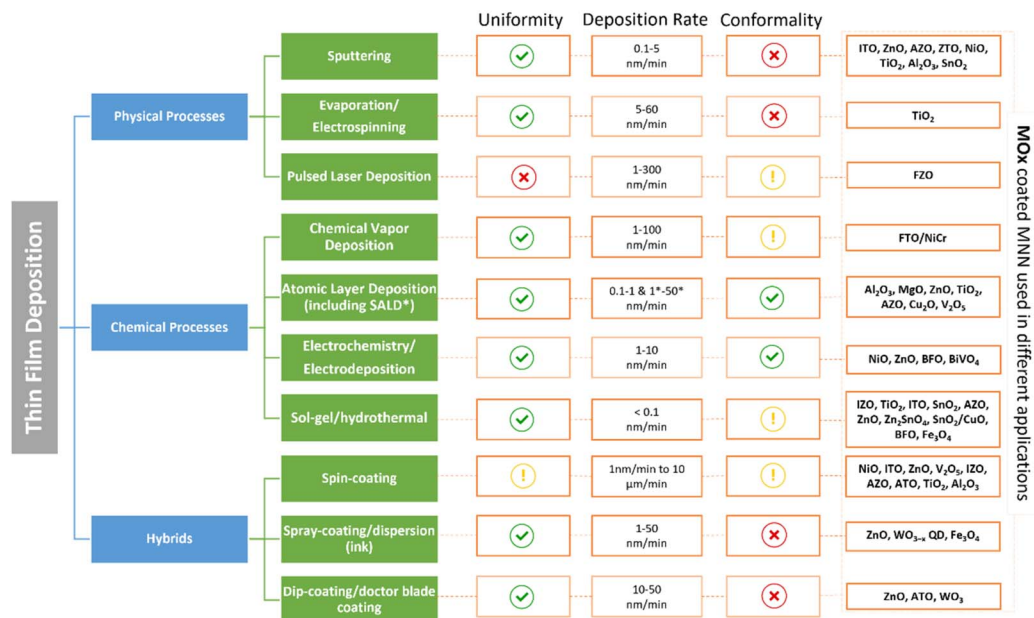 Uniformity Deposition Rate Conformality
Thin Film Deposition
Physical Processes
Sputtering
0.1-5
nm/min
ITO, ZnO, AZO, ZTO, NiO,
TiO₂, Al₂O₃, SnO₂
Evaporation/
Electrospinning
5-60
nm/min
TiO₂
Pulsed Laser Deposition
1-300
nm/min
FZO
Chemical Processes
Chemical Vapor
Deposition
1-100
nm/min
FTO/NiCr
Atomic Layer Deposition
(including SALD*)
0.1-1 & 1*-50*
nm/min
Al₂O₃, MgO, ZnO, TiO₂,
AZO, Cu₂O, V₂O₅
Electrochemistry/
Electrodeposition
1-10
nm/min
NiO, ZnO, BFO, BiVO₄
Sol-gel/hydrothermal
< 0.1
nm/min
IZO, TiO₂, ITO, SnO₂, AZO,
ZnO, Zn₂SnO₄, SnO₂/CuO,
BFO, Fe₃O₄
Hybrids
Spin-coating
1nm/min to 10
µm/min
NiO, ITO, ZnO, V₂O₅, IZO,
AZO, ATO, TiO₂, Al₂O₃
Spray-coating/dispersion
(ink)
1-50
nm/min
ZnO, WO₃₋ₓ QD, Fe₃O₄
Dip-coating/doctor blade
coating
10-50
nm/min
ZnO, ATO, WO₃
MOx coated MNN used in different applications